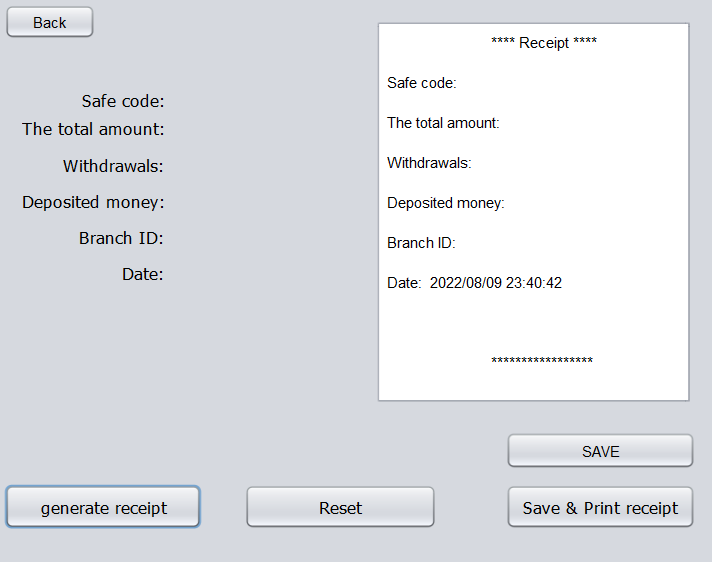 Back
Safe code:
The total amount:
Withdrawals:
Deposited money:
Branch ID:
Date:
**** Receipt ****
Safe code:
The total amount:
Withdrawals:
Deposited money:
Branch ID:
Date:  2022/08/09 23:40:42
*****************
SAVE
generate receipt
Reset
Save & Print receipt